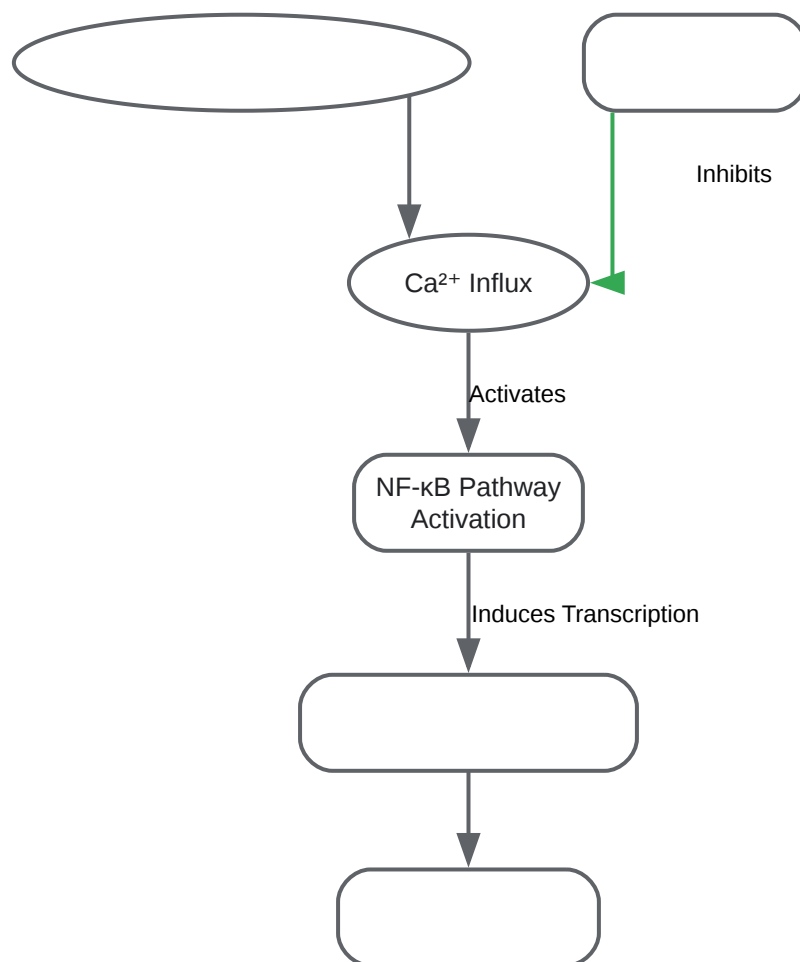 Inhibits
Ca²⁺ Influx
Activates
NF-κB Pathway
Activation
Induces Transcription